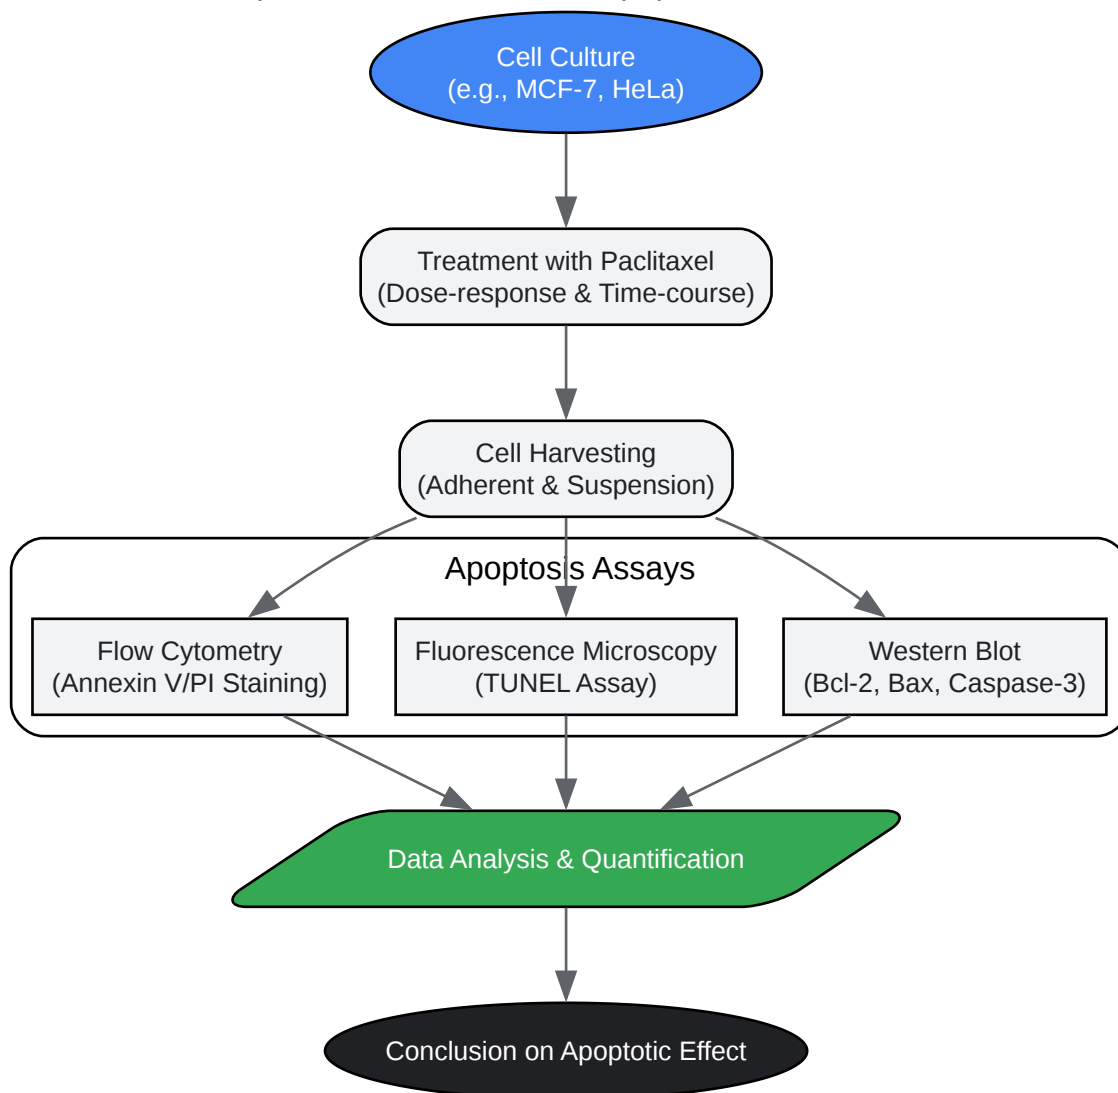 Cell Culture
(e.g., MCF-7, HeLa)
Treatment with Paclitaxel
(Dose-response & Time-course)
Cell Harvesting
(Adherent & Suspension)
Apoptosis Assays
Flow Cytometry
(Annexin V/PI Staining)
Fluorescence Microscopy
(TUNEL Assay)
Western Blot
(Bcl-2, Bax, Caspase-3)
Data Analysis & Quantification
Conclusion on Apoptotic Effect